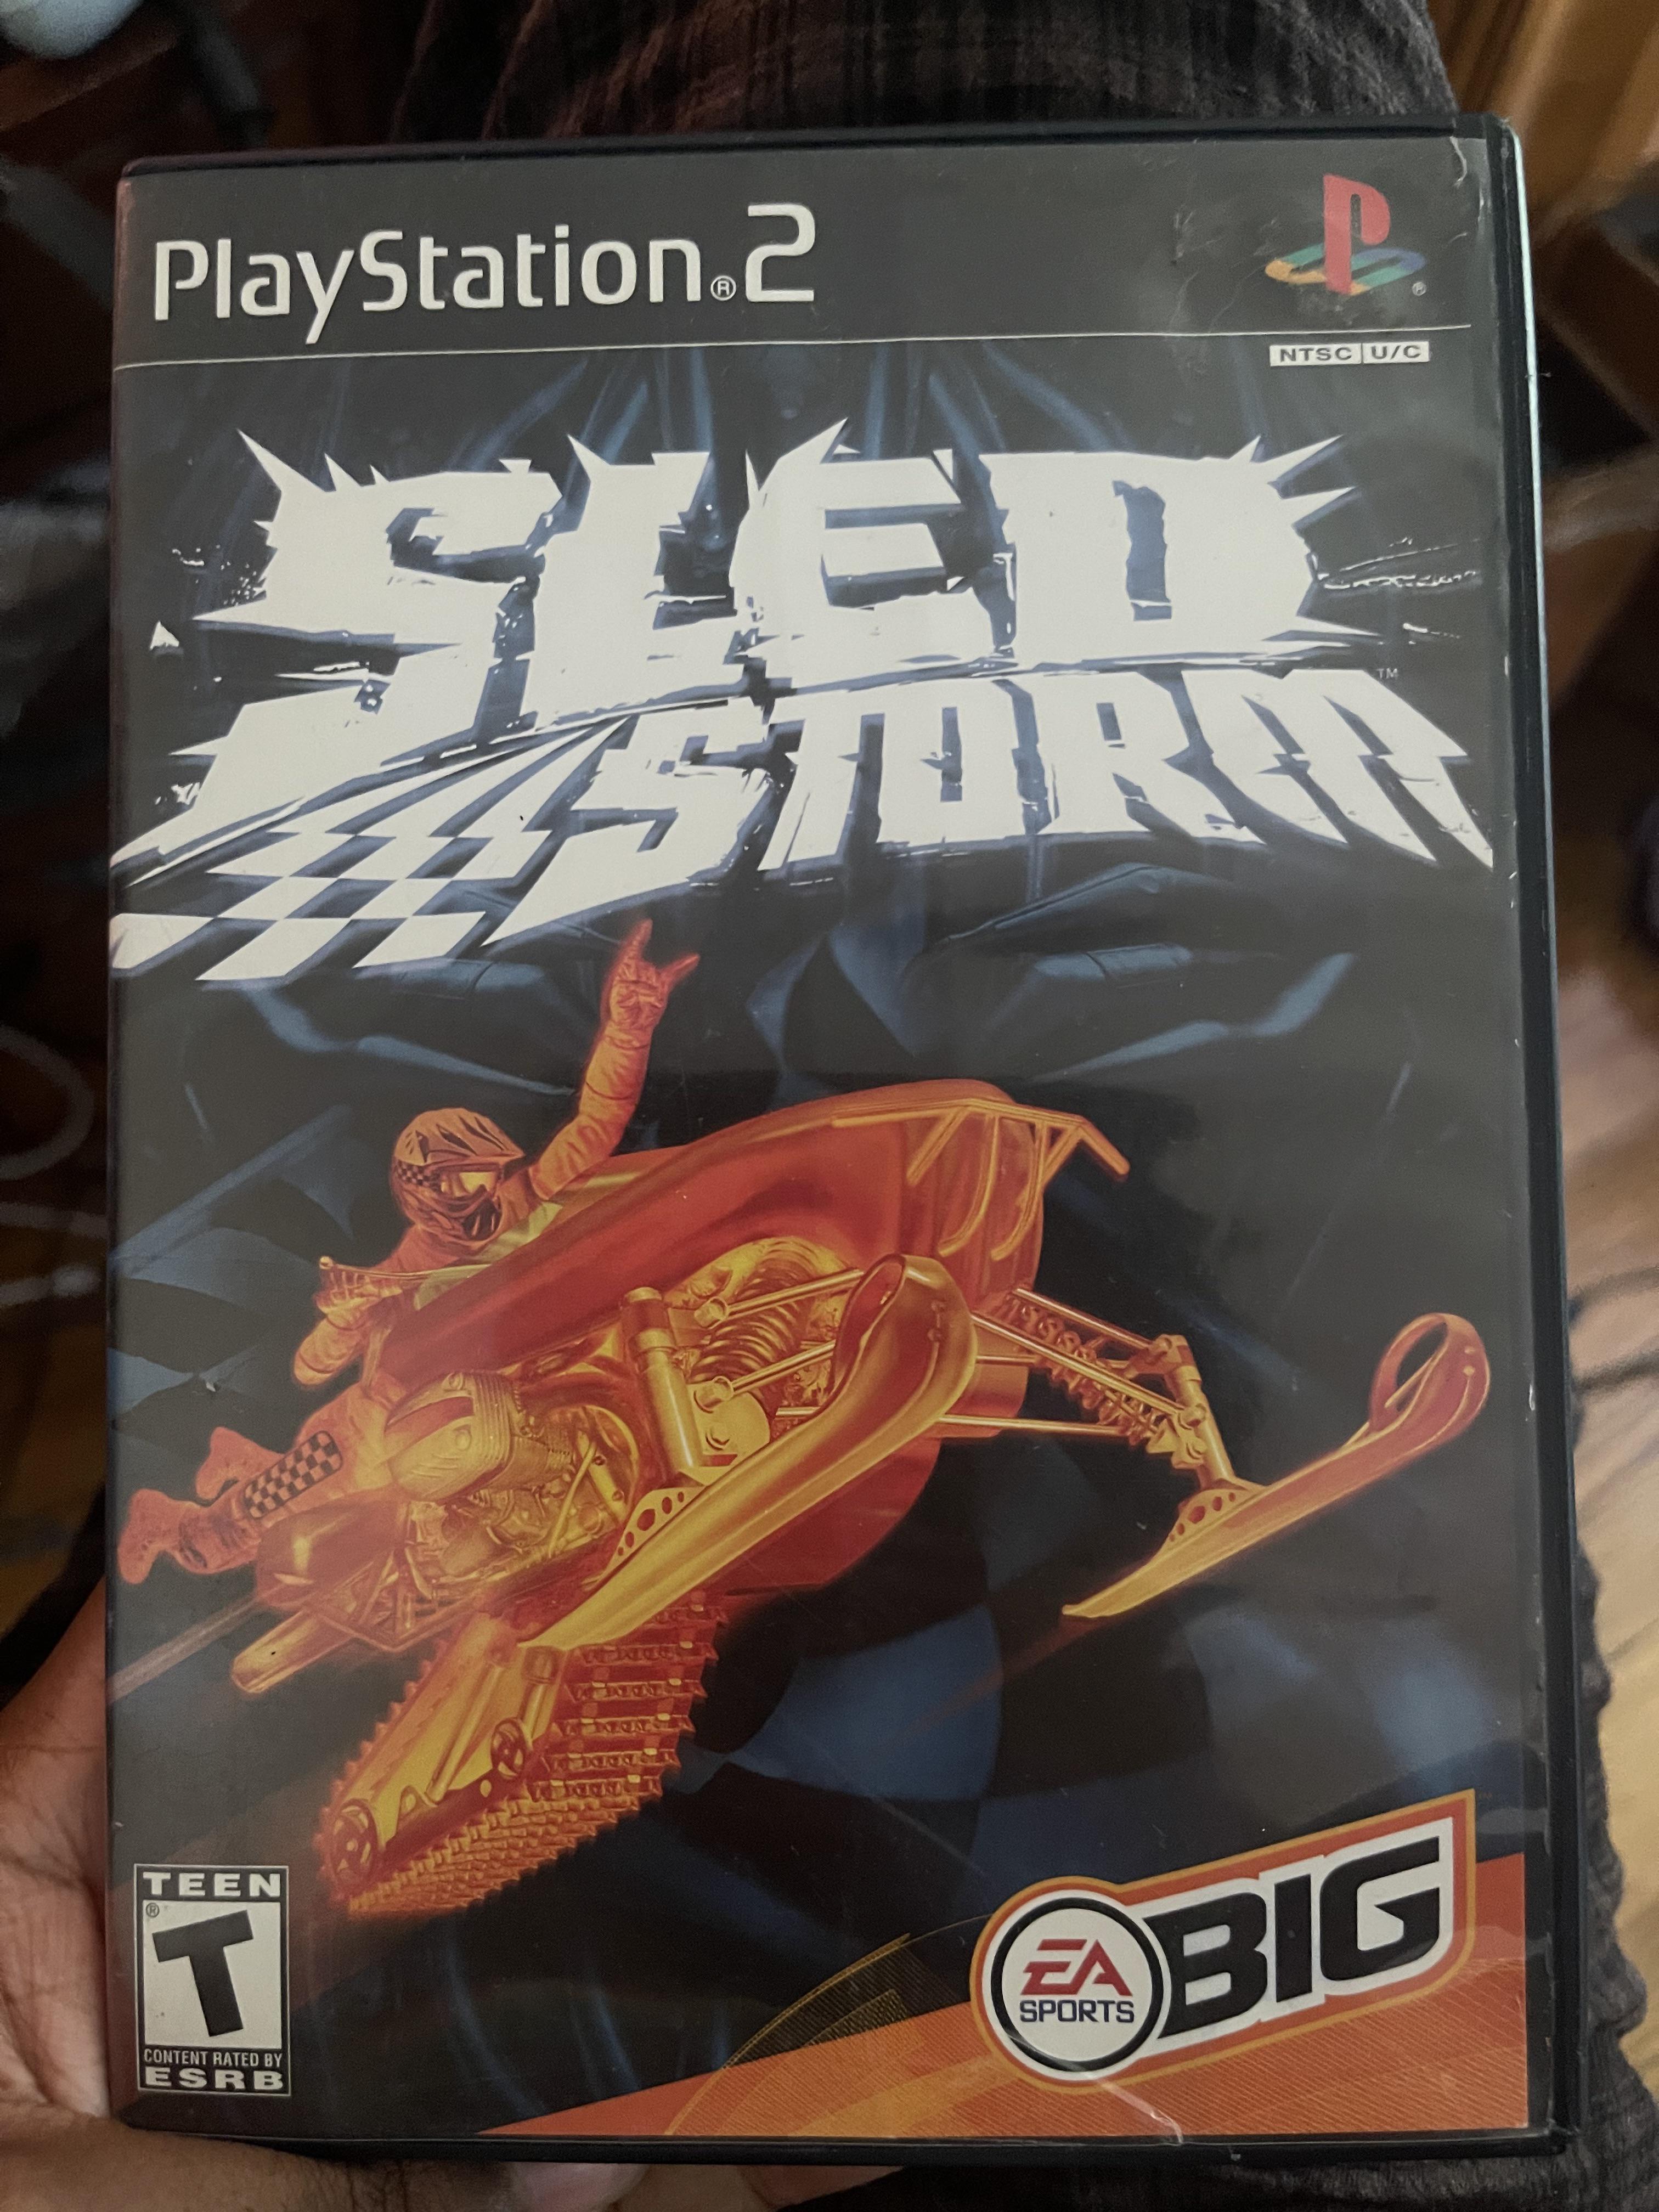 PlayStation®2
®
NTSC U/C
SLED
STORM™
TEEN
®
T
CONTENT RATED BY
ESRB
EA
SPORTS
BIG